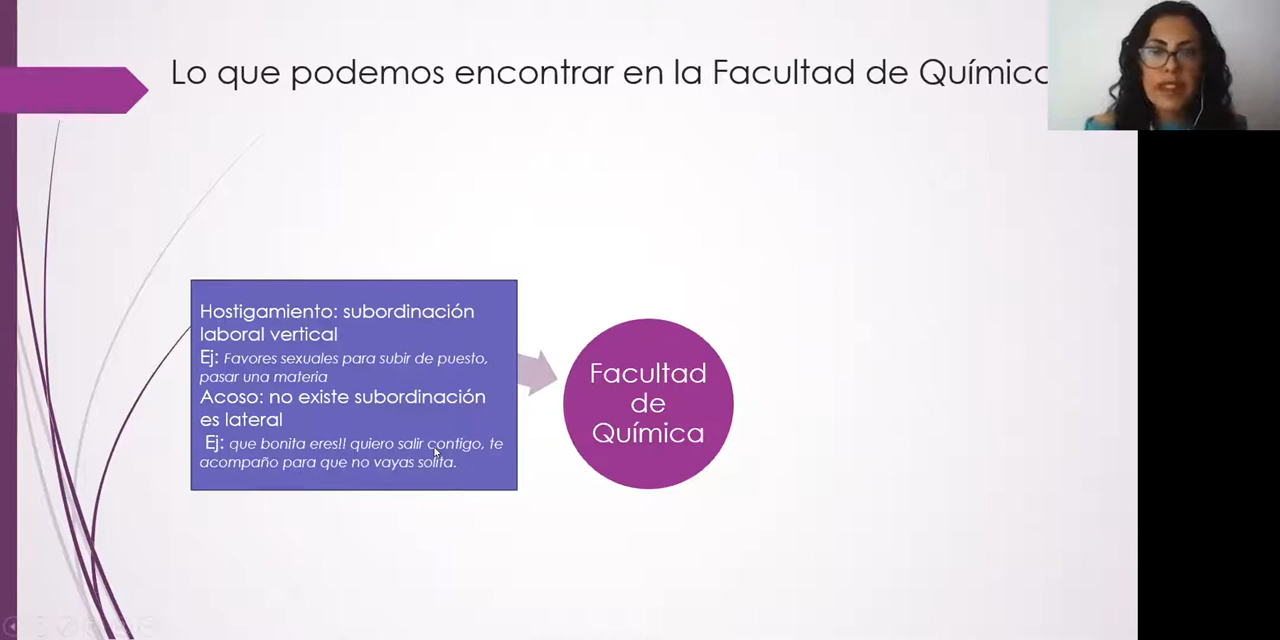 Lo que podemos encontrar en la Facultad de Química
Hostigamiento: subordinación
laboral vertical
Ej: Favores sexuales para subir de puesto,
pasar una materia
Acoso: no existe subordinación
es lateral
Ej: que bonita eres!! quiero salir contigo, te
acompaño para que no vayas solita.
Facultad
de
Química